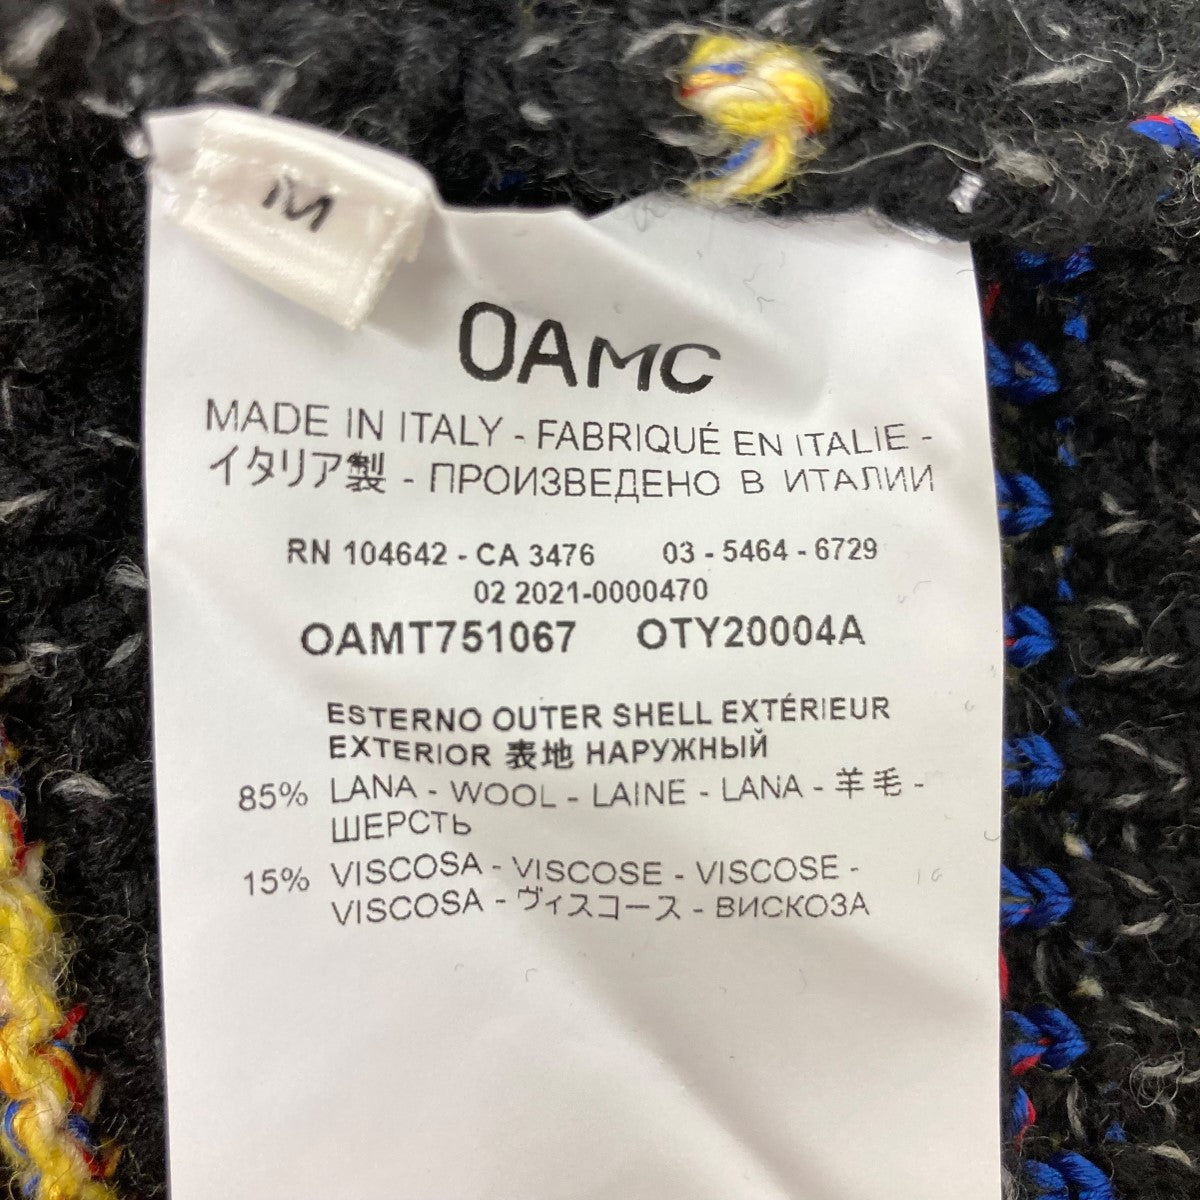 M
OAMC
MADE IN ITALY - FABRIQUÉ EN ITALIE -
イタリア製 - ПРОИЗВЕДЕНО В ИТАЛИИ
RN 104642 - CA 3476 03 - 5464 - 6729
02 2021-0000470
OAMT751067 OTY20004A
ESTERNO OUTER SHELL EXTÉRIEUR
EXTERIOR 表地 НАРУЖНЫЙ
85% LANA - WOOL - LAINE - LANA - 羊毛 -
ШЕРСТЬ
15% VISCOSA - VISCOSE - VISCOSE -
VISCOSA - ヴィスコース - ВИСКОЗА